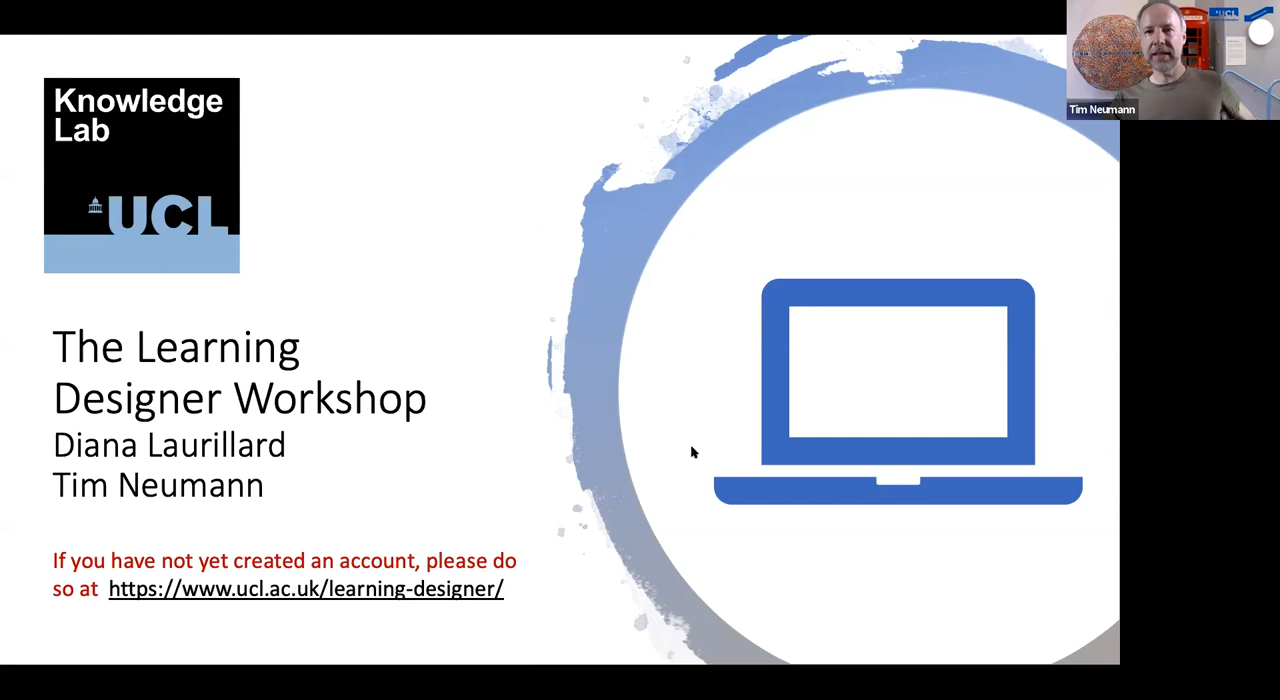 Knowledge
Lab
UCL
The Learning
Designer Workshop
Diana Laurillard
Tim Neumann
If you have not yet created an account, please do
so at https://www.ucl.ac.uk/learning-designer/
UCL
Tim Neumann